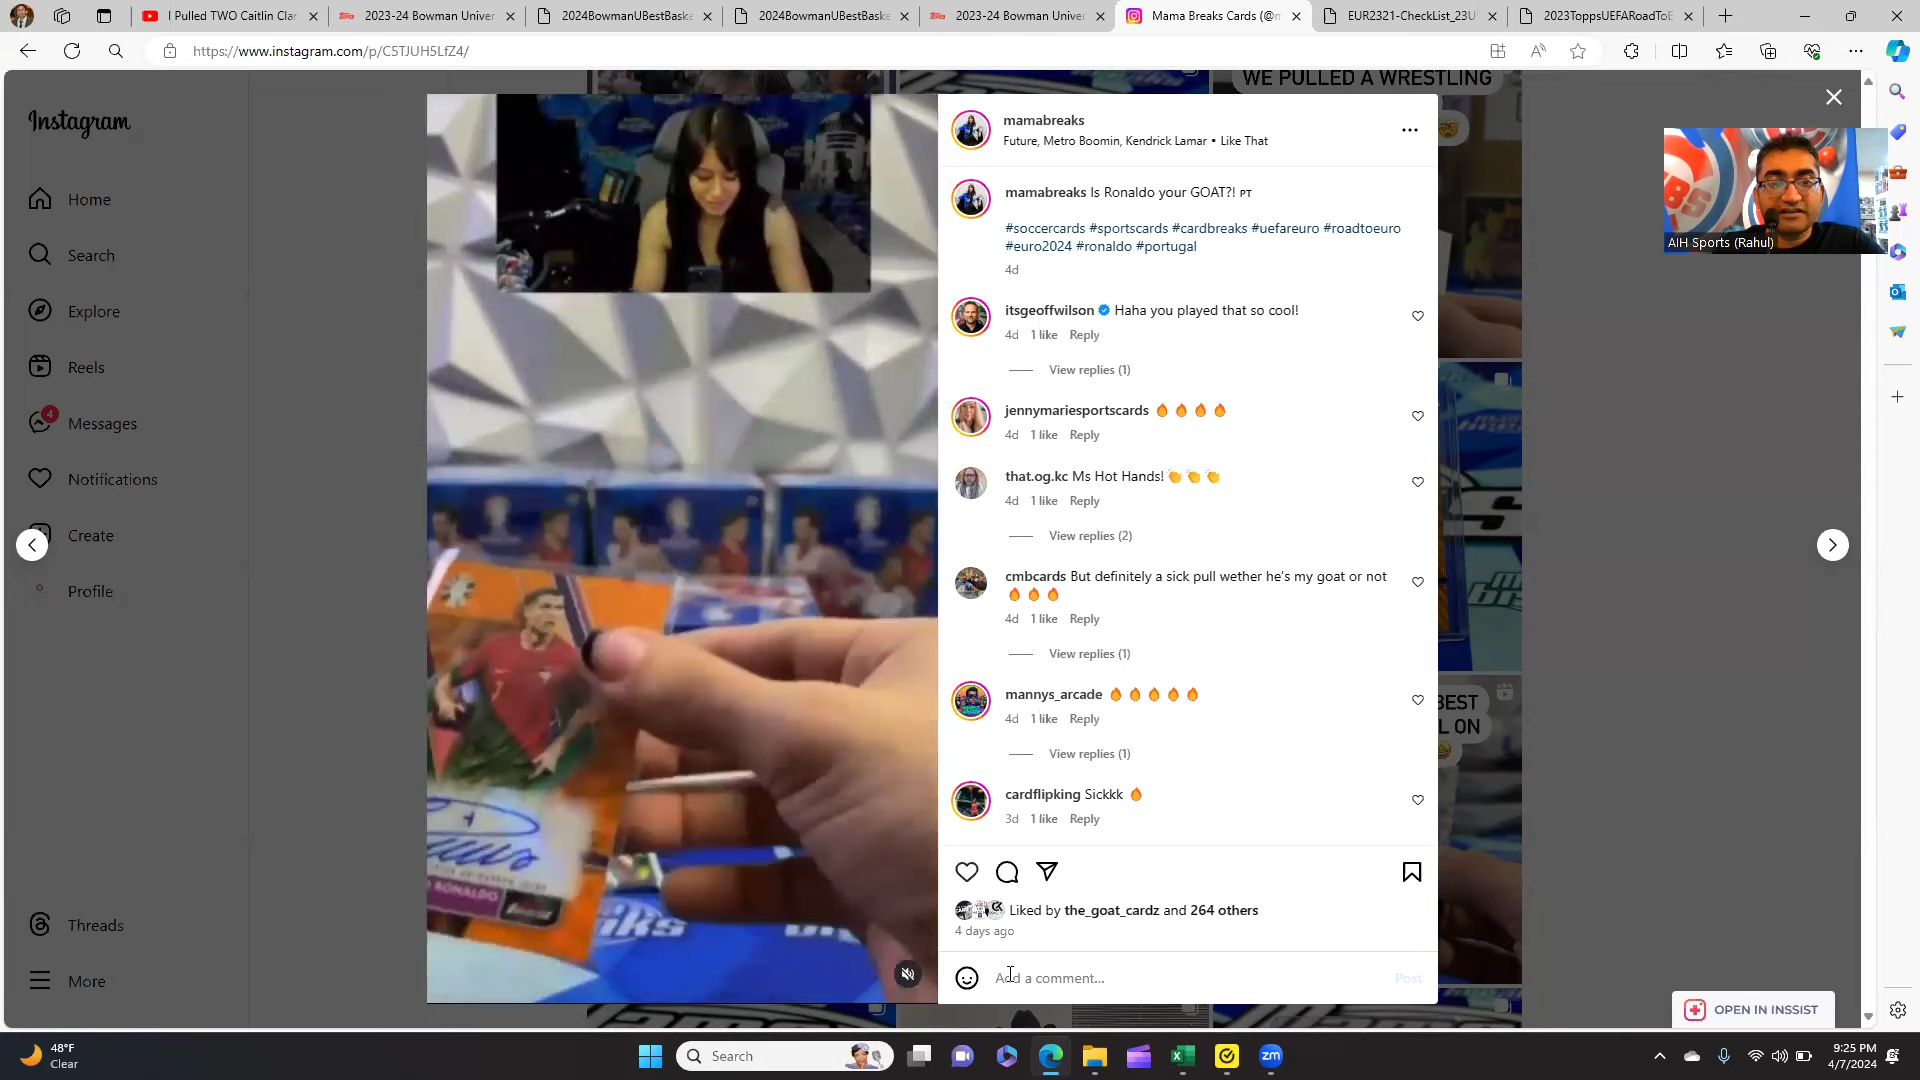 I Pulled TWO Caitlin Clar
2023-24 Bowman Univer
2024BowmanUBestBaske
2024BowmanUBestBaske
2023-24 Bowman Univer
Mama Breaks Cards (@m
EUR2321-CheckList_23U
2023ToppsUEFARoadToE
https://www.instagram.com/p/C5TJUH5LfZ4/
WE PULLED A WRESTLING
Instagram
Home
Search
Explore
Reels
4
Messages
Notifications
Create
Profile
Threads
More
mamabreaks
Future, Metro Boomin, Kendrick Lamar • Like That
mamabreaks Is Ronaldo your GOAT?! PT
#soccercards #sportscards #cardbreaks #uefareuro #roadtoeuro
#euro2024 #ronaldo #portugal
4d
itsgeoffwilson Haha you played that so cool!
4d 1 like Reply
View replies (1)
jennymariesportscards 🔥 🔥 🔥 🔥
4d 1 like Reply
that.og.kc Ms Hot Hands! 👏 👏 👏
4d 1 like Reply
View replies (2)
cmbcards But definitely a sick pull wether he's my goat or not
🔥 🔥 🔥
4d 1 like Reply
View replies (1)
mannys_arcade 🔥 🔥 🔥 🔥 🔥
4d 1 like Reply
View replies (1)
cardflipking Sickkk 🔥
3d 1 like Reply
Liked by the_goat_cardz and 264 others
4 days ago
Add a comment...
Post
AIH Sports (Rahul)
BEST
L ON
RONALDO
OPEN IN INSSIST
48°F
Clear
Search
zm
9:25 PM
4/7/2024